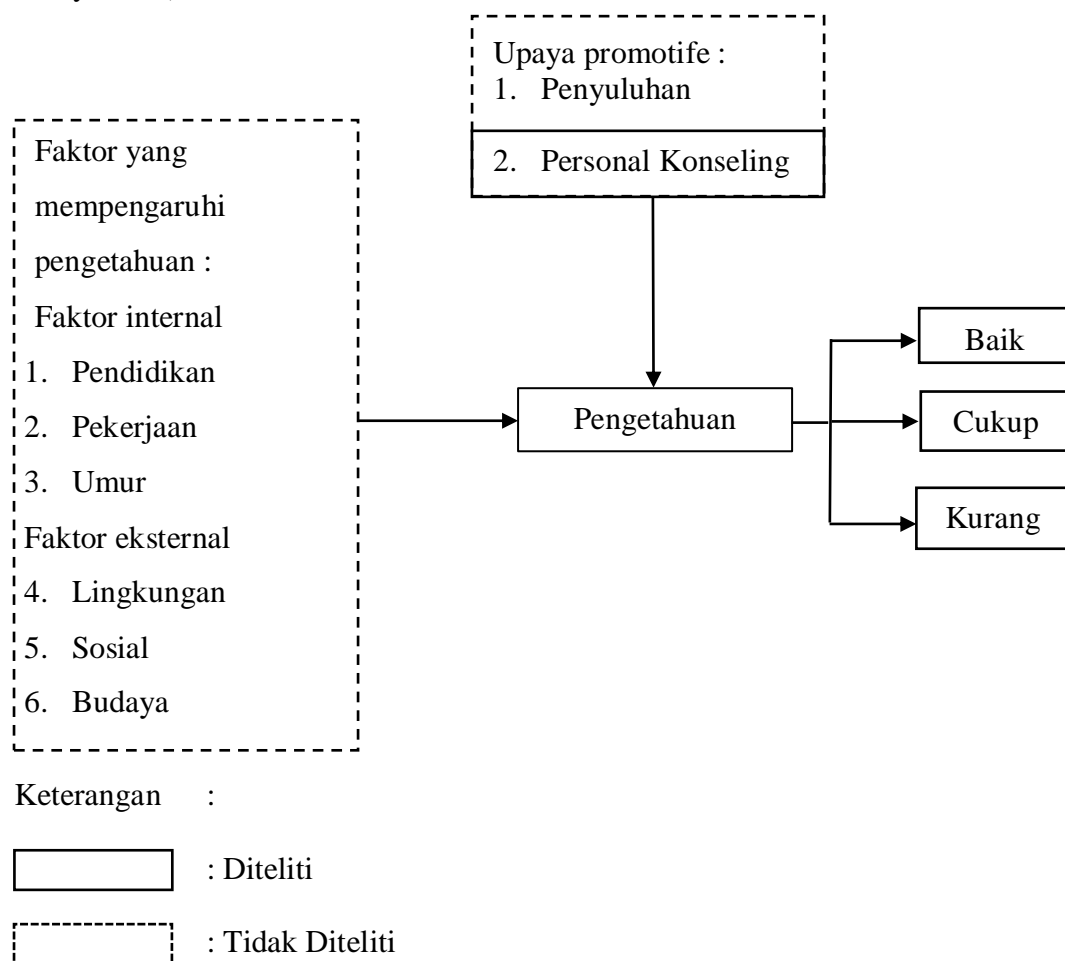 Upaya promotife :
1. Penyuluhan
2. Personal Konseling
Faktor yang
mempengaruhi
pengetahuan :
Faktor internal
1. Pendidikan
2. Pekerjaan
3. Umur
Faktor eksternal
4. Lingkungan
5. Sosial
6. Budaya
Pengetahuan
Baik
Cukup
Kurang
Keterangan :
: Diteliti
: Tidak Diteliti